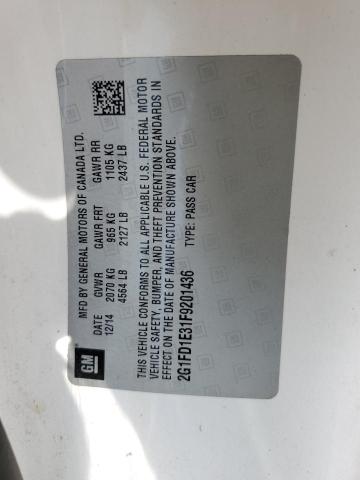 MFD BY GENERAL MOTORS OF CANADA LTD.
DATE GVWR GAWR FRT GAWR RR
12/14 2070 KG 965 KG 1105 KG
4564 LB 2127 LB 2437 LB
THIS VEHICLE CONFORMS TO ALL APPLICABLE U.S. FEDERAL MOTOR
VEHICLE SAFETY, BUMPER, AND THEFT PREVENTION STANDARDS IN
EFFECT ON THE DATE OF MANUFACTURE SHOWN ABOVE.
2G1FD1E31F9201436 TYPE: PASS CAR
GM